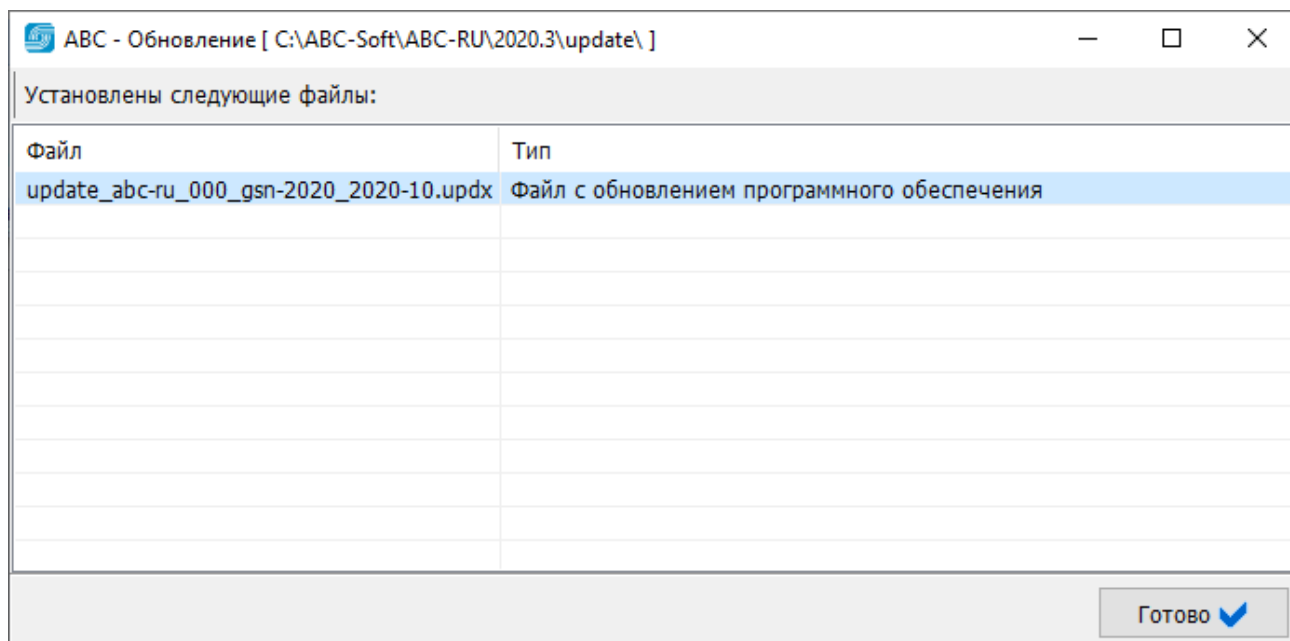 ABC - Обновление [ C:\ABC-Soft\ABC-RU\2020.3\update\ ]
Установлены следующие файлы:
Файл Тип
update_abc-ru_000_gsn-2020_2020-10.updx Файл с обновлением программного обеспечения
Готово